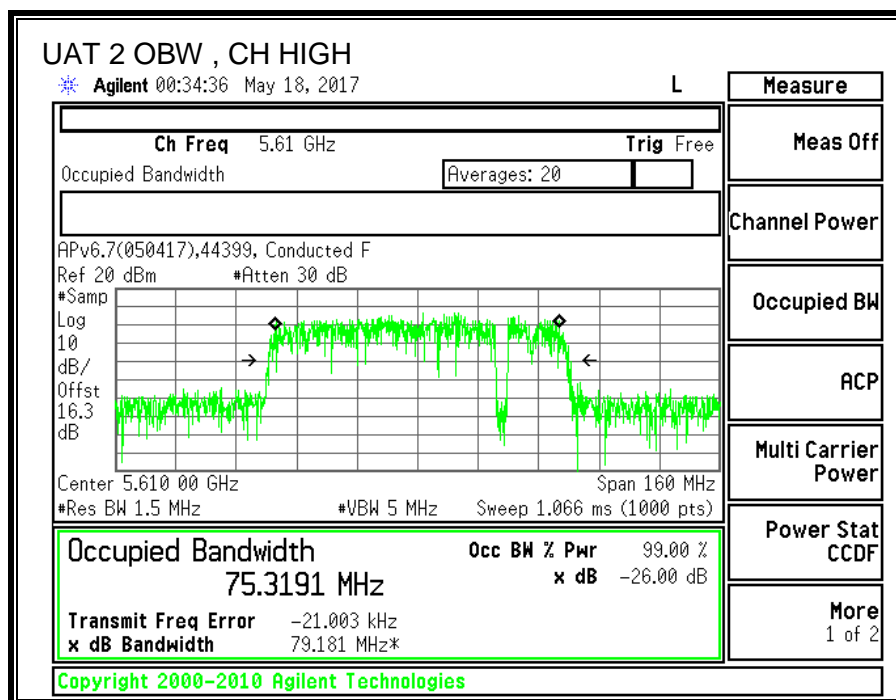 UAT 2 OBW , CH HIGH
Agilent 00:34:36 May 18, 2017 L
Measure
Ch Freq 5.61 GHz Trig Free
Meas Off
Occupied Bandwidth Averages: 20
Channel Power
APv6.7(050417),44399, Conducted F
Ref 20 dBm #Atten 30 dB
#Samp
Log
10
dB/
Offst
16.3
dB
Occupied BW
ACP
Center 5.610 00 GHz Span 160 MHz
#Res BW 1.5 MHz #VBW 5 MHz Sweep 1.066 ms (1000 pts)
Multi Carrier
Power
Occupied Bandwidth
75.3191 MHz
Occ BW % Pwr 99.00 %
x dB -26.00 dB
Power Stat
CCDF
Transmit Freq Error -21.003 kHz
x dB Bandwidth 79.181 MHz*
More
1 of 2
Copyright 2000-2010 Agilent Technologies